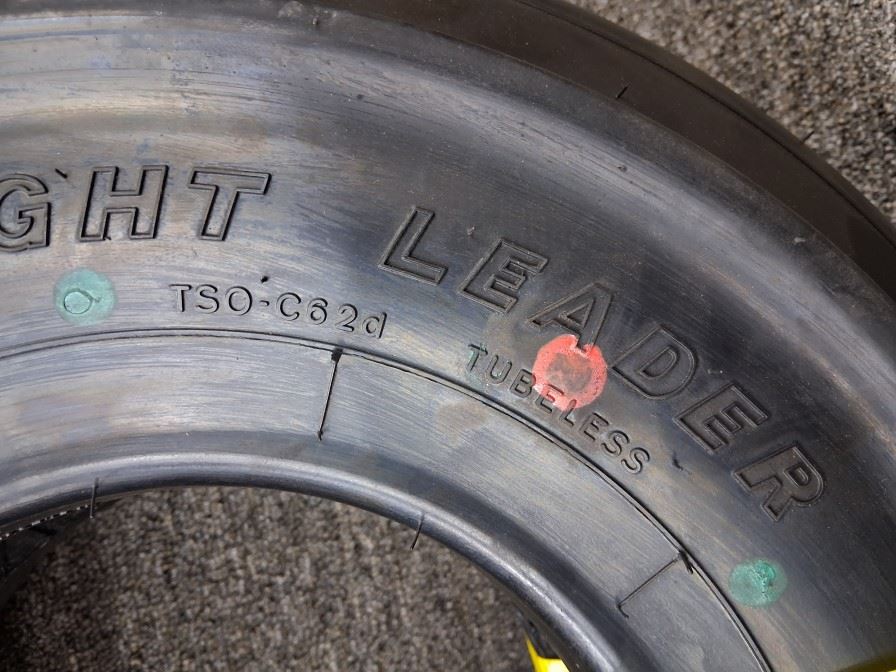 GHT LEADER
TSO-C62d
TUBELESS